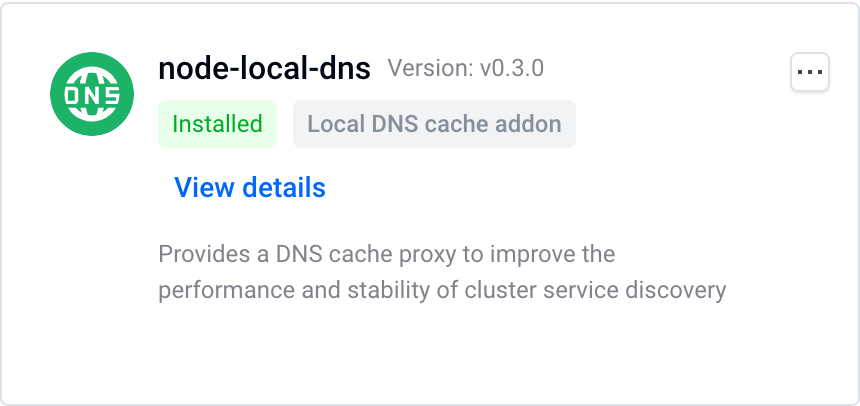 DNS
node-local-dns Version: v0.3.0
Installed Local DNS cache addon
View details
Provides a DNS cache proxy to improve the
performance and stability of cluster service discovery